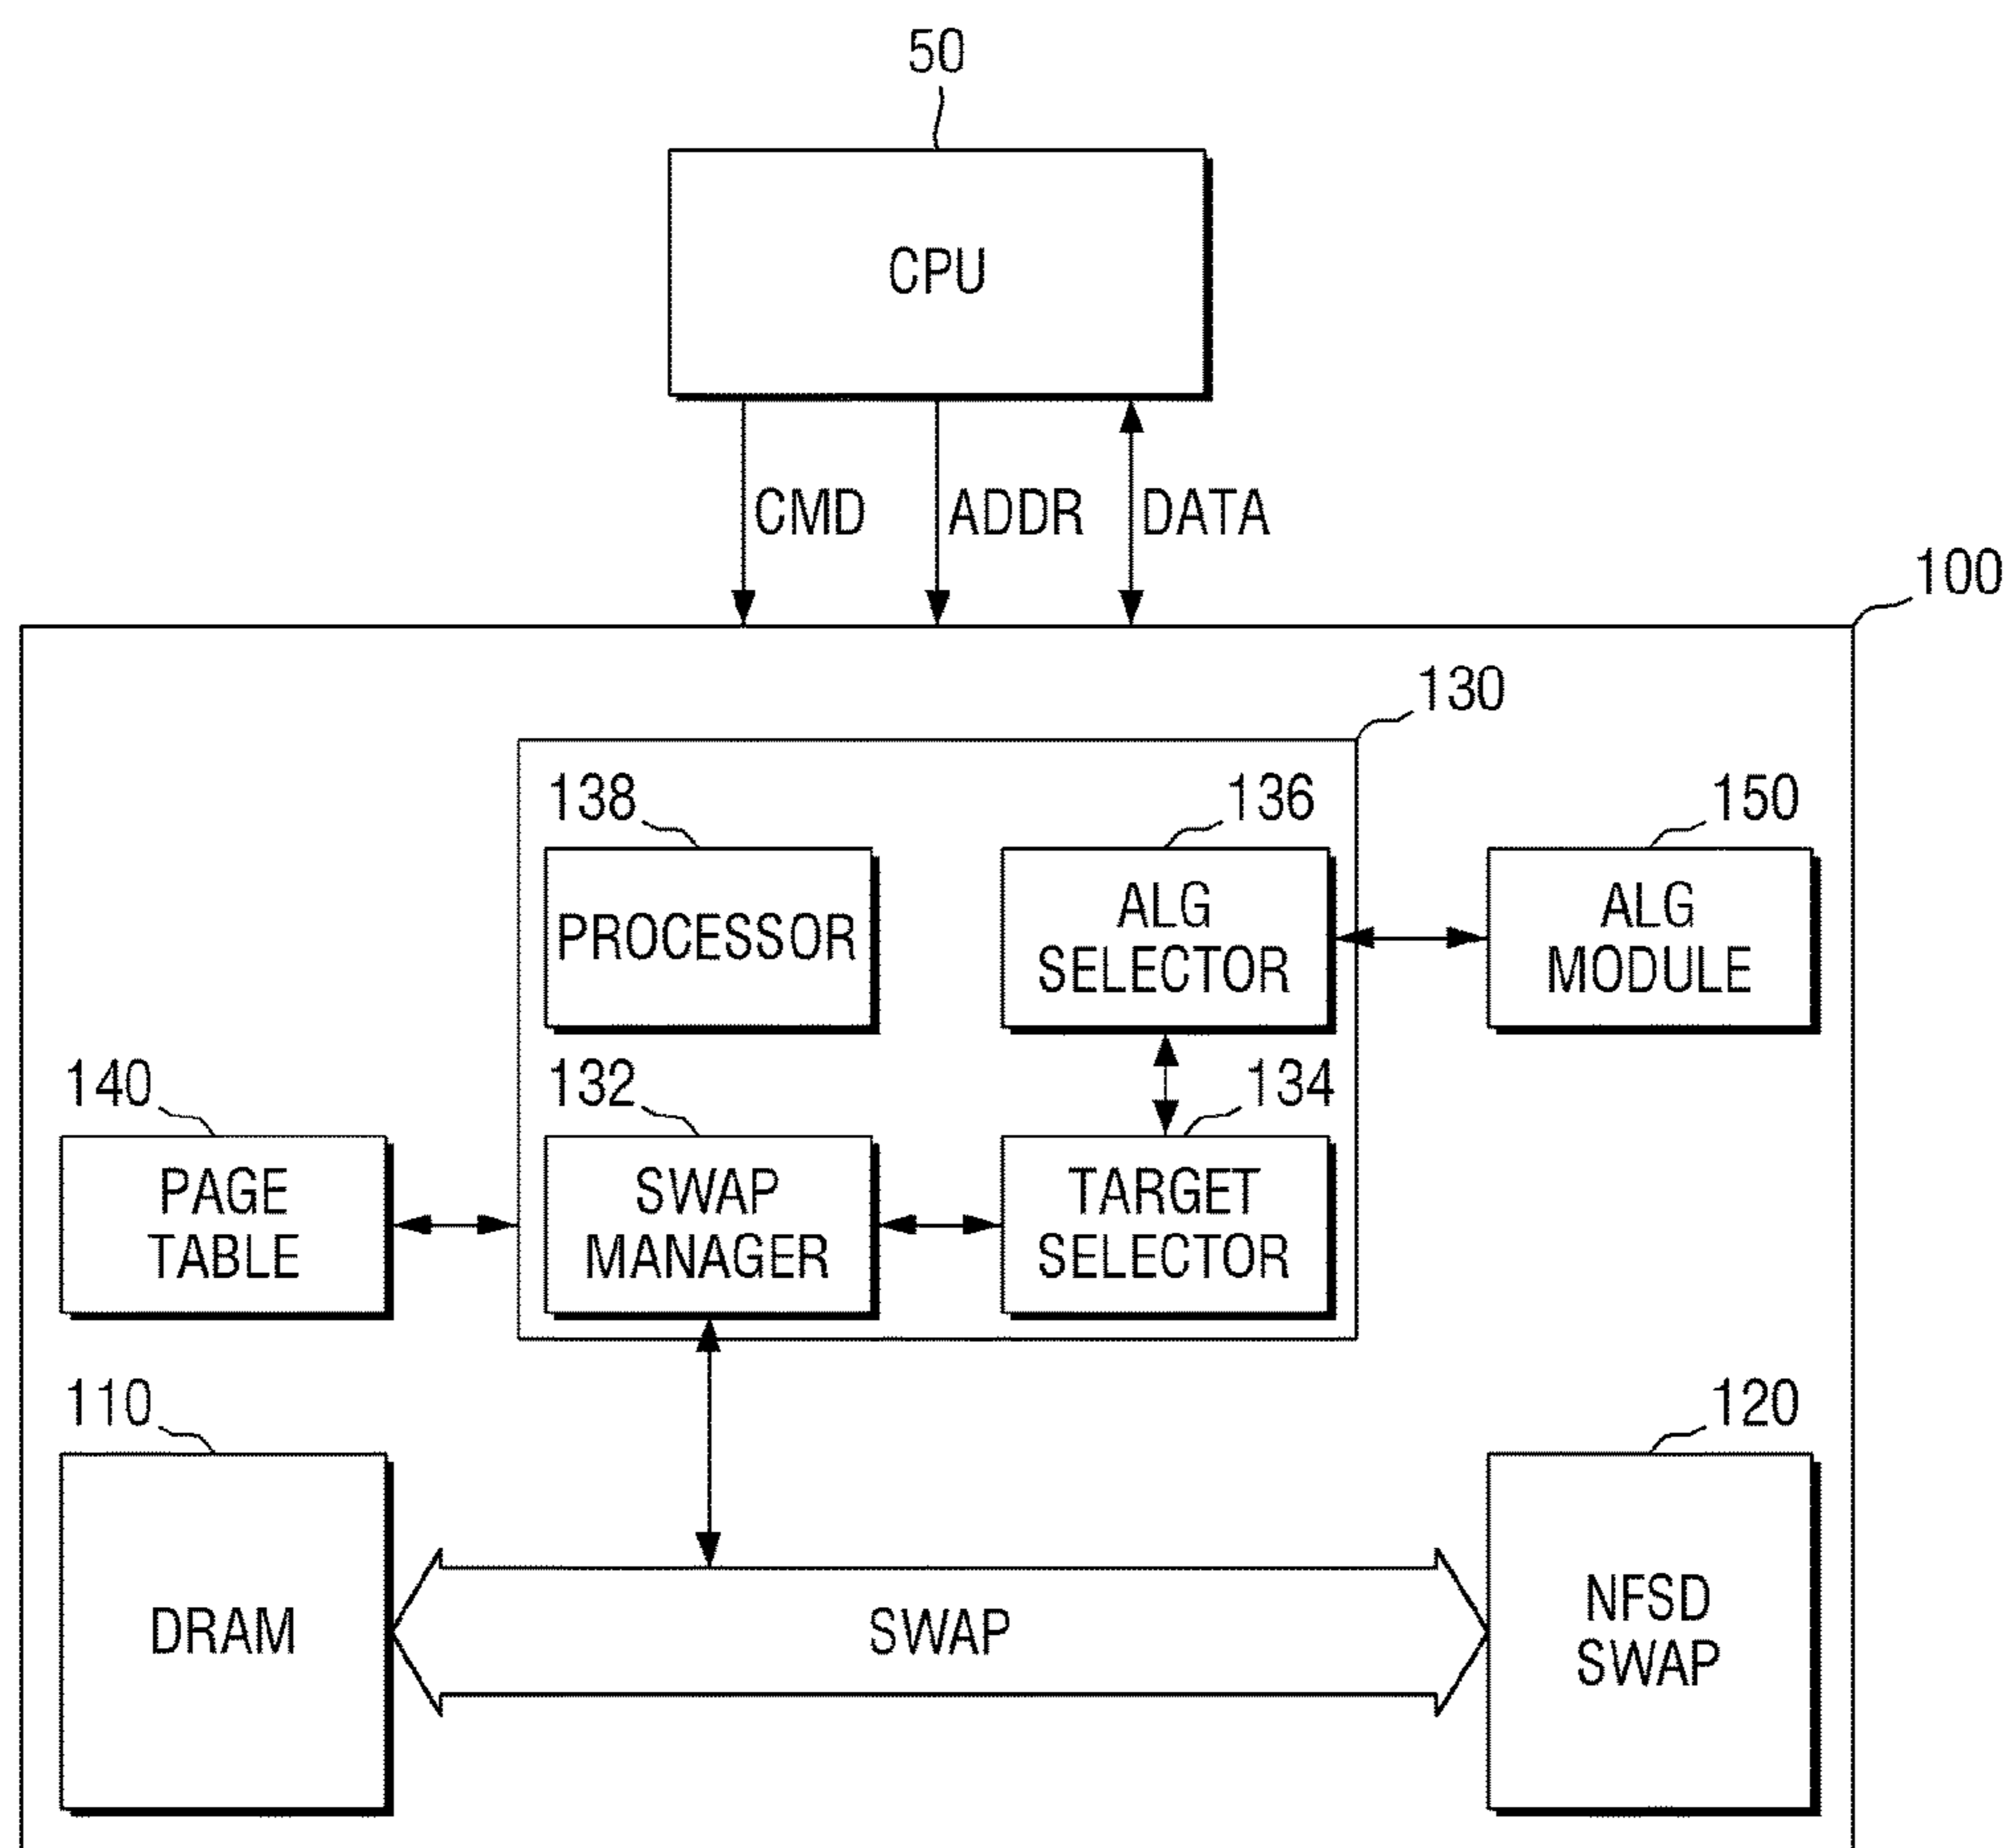 50
CPU
CMD ADDR DATA
100
130
138 136 150
PROCESSOR
ALG
SELECTOR
ALG
MODULE
140 132 134
PAGE
TABLE
SWAP
MANAGER
TARGET
SELECTOR
110 120
DRAM
SWAP
NFSD
SWAP